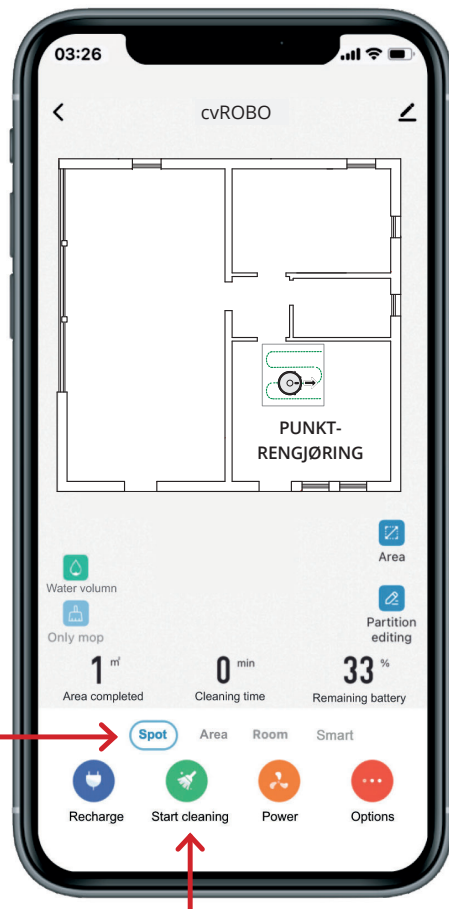 03:26
cvROBO
PUNKT-
RENGJØRING
Area
Water volumn
Only mop
Partition
editing
1 ㎡
0 min
33 %
Area completed
Cleaning time
Remaining battery
Spot
Area
Room
Smart
Recharge
Start cleaning
Power
Options